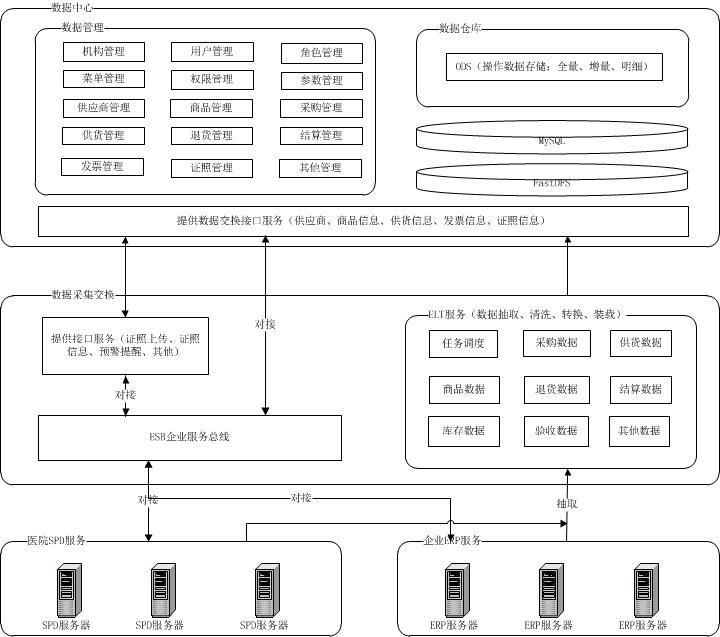 数据中心
数据管理
机构管理
用户管理
角色管理
菜单管理
权限管理
参数管理
供应商管理
商品管理
采购管理
供货管理
退货管理
结算管理
发票管理
证照管理
其他管理
数据仓库
ODS（操作数据存储：全量、增量、明细）
MySQL
FastDFS
提供数据交换接口服务（供应商、商品信息、供货信息、发票信息、证照信息）
数据采集交换
提供接口服务（证照上传、证照
信息、预警提醒、其他）
对接
对接
ESB企业服务总线
ELT服务（数据抽取、清洗、转换、装载）
任务调度
采购数据
供货数据
商品数据
退货数据
结算数据
库存数据
验收数据
其他数据
对接
对接
抽取
医院SPD服务
SPD服务器
SPD服务器
SPD服务器
企业ERP服务
ERP服务器
ERP服务器
ERP服务器